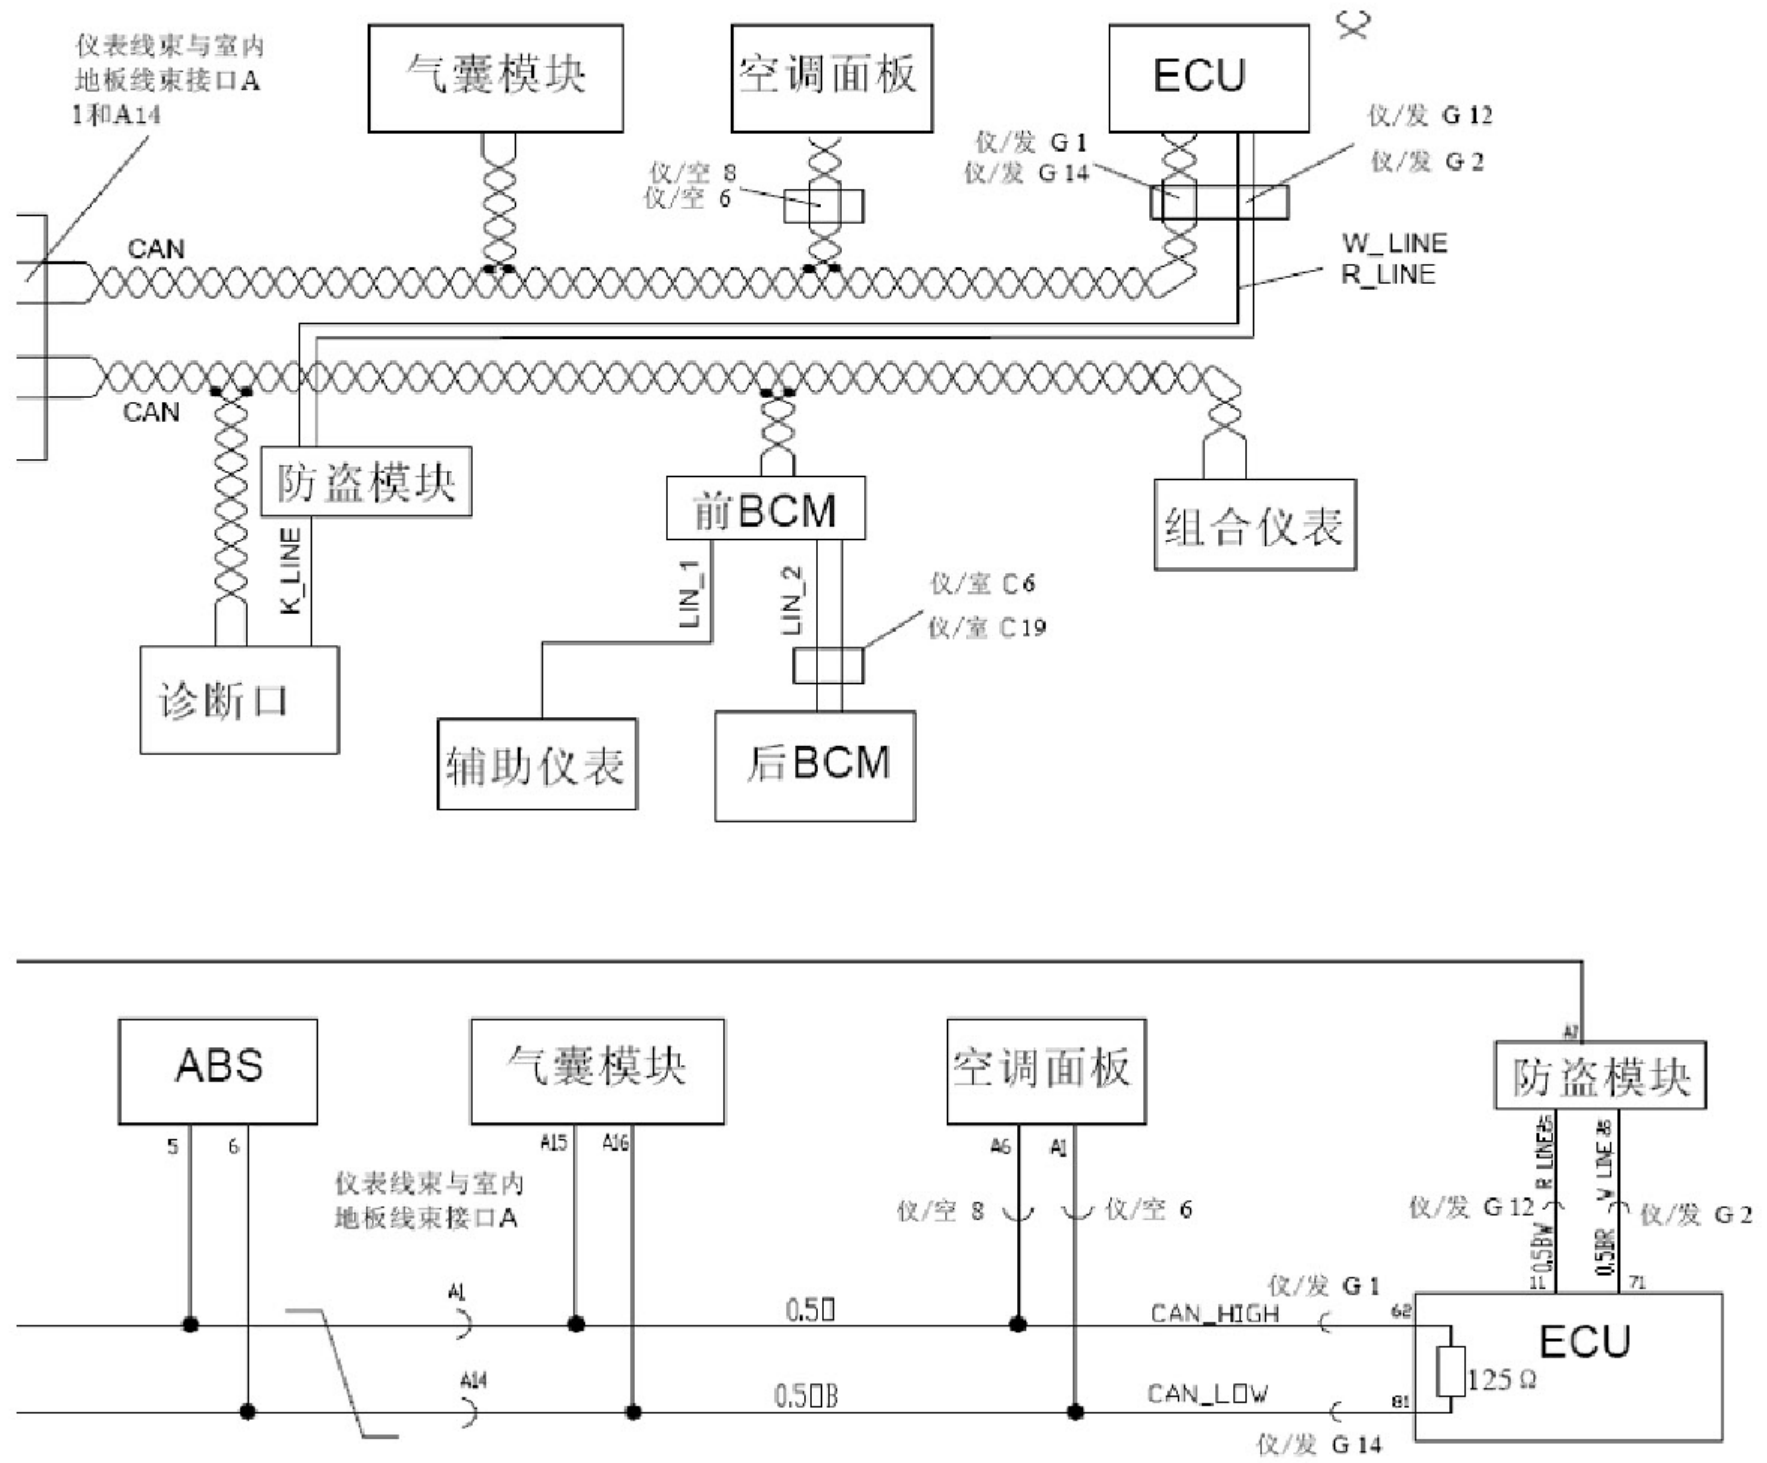 仪表线束与室内
地板线束接口A
1和A14
气囊模块
空调面板
ECU
仪/发 G 12
仪/发 G 2
仪/发 G 1
仪/发 G 14
仪/空 8
仪/空 6
W_LINE
R_LINE
CAN
CAN
防盗模块
前BCM
组合仪表
K_LINE
LIN_1
LIN_2
仪/室 C6
仪/室 C19
诊断口
辅助仪表
后BCM
A7
ABS
气囊模块
空调面板
防盗模块
5
6
A15
A16
A6
A1
R LINE A5
W LINE A8
仪表线束与室内
地板线束接口A
仪/空 8
仪/空 6
仪/发 G 12
仪/发 G 2
0.5BW
0.5BR
11
71
A1
0.5O
CAN_HIGH
仪/发 G 1
62
ECU
125 Ω
A14
0.5OB
CAN_LOW
81
仪/发 G 14